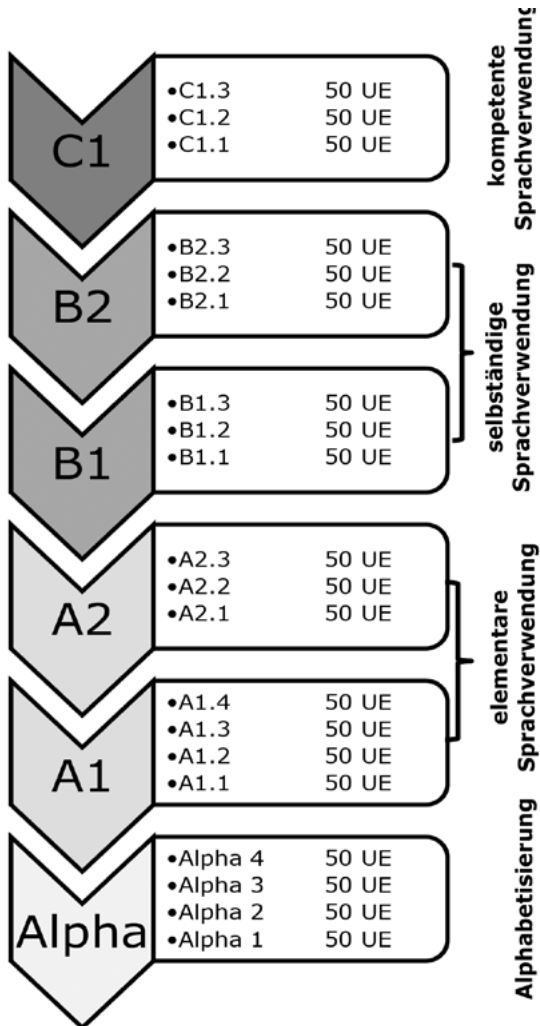 C1
•C1.3 50 UE
•C1.2 50 UE
•C1.1 50 UE
kompetente
Sprachverwendung
B2
•B2.3 50 UE
•B2.2 50 UE
•B2.1 50 UE
B1
•B1.3 50 UE
•B1.2 50 UE
•B1.1 50 UE
selbständige
Sprachverwendung
A2
•A2.3 50 UE
•A2.2 50 UE
•A2.1 50 UE
A1
•A1.4 50 UE
•A1.3 50 UE
•A1.2 50 UE
•A1.1 50 UE
elementare
Sprachverwendung
Alpha
•Alpha 4 50 UE
•Alpha 3 50 UE
•Alpha 2 50 UE
•Alpha 1 50 UE
Alphabetisierung